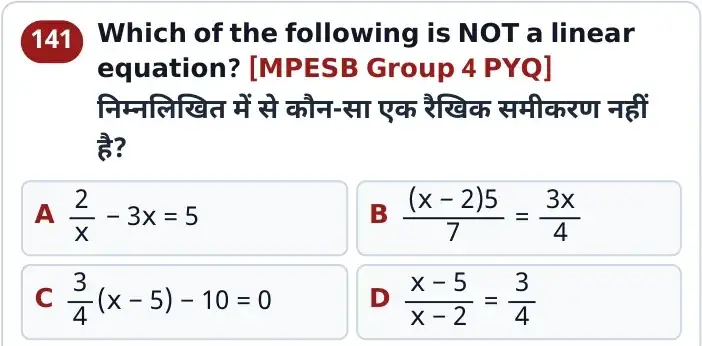 141 Which of the following is NOT a linear
equation? [MPESB Group 4 PYQ]
निम्नलिखित में से कौन-सा एक रैखिक समीकरण नहीं
है?
A 2/x − 3x = 5
B (x − 2)5/7 = 3x/4
C 3/4 (x − 5) − 10 = 0
D x − 5/x − 2 = 3/4